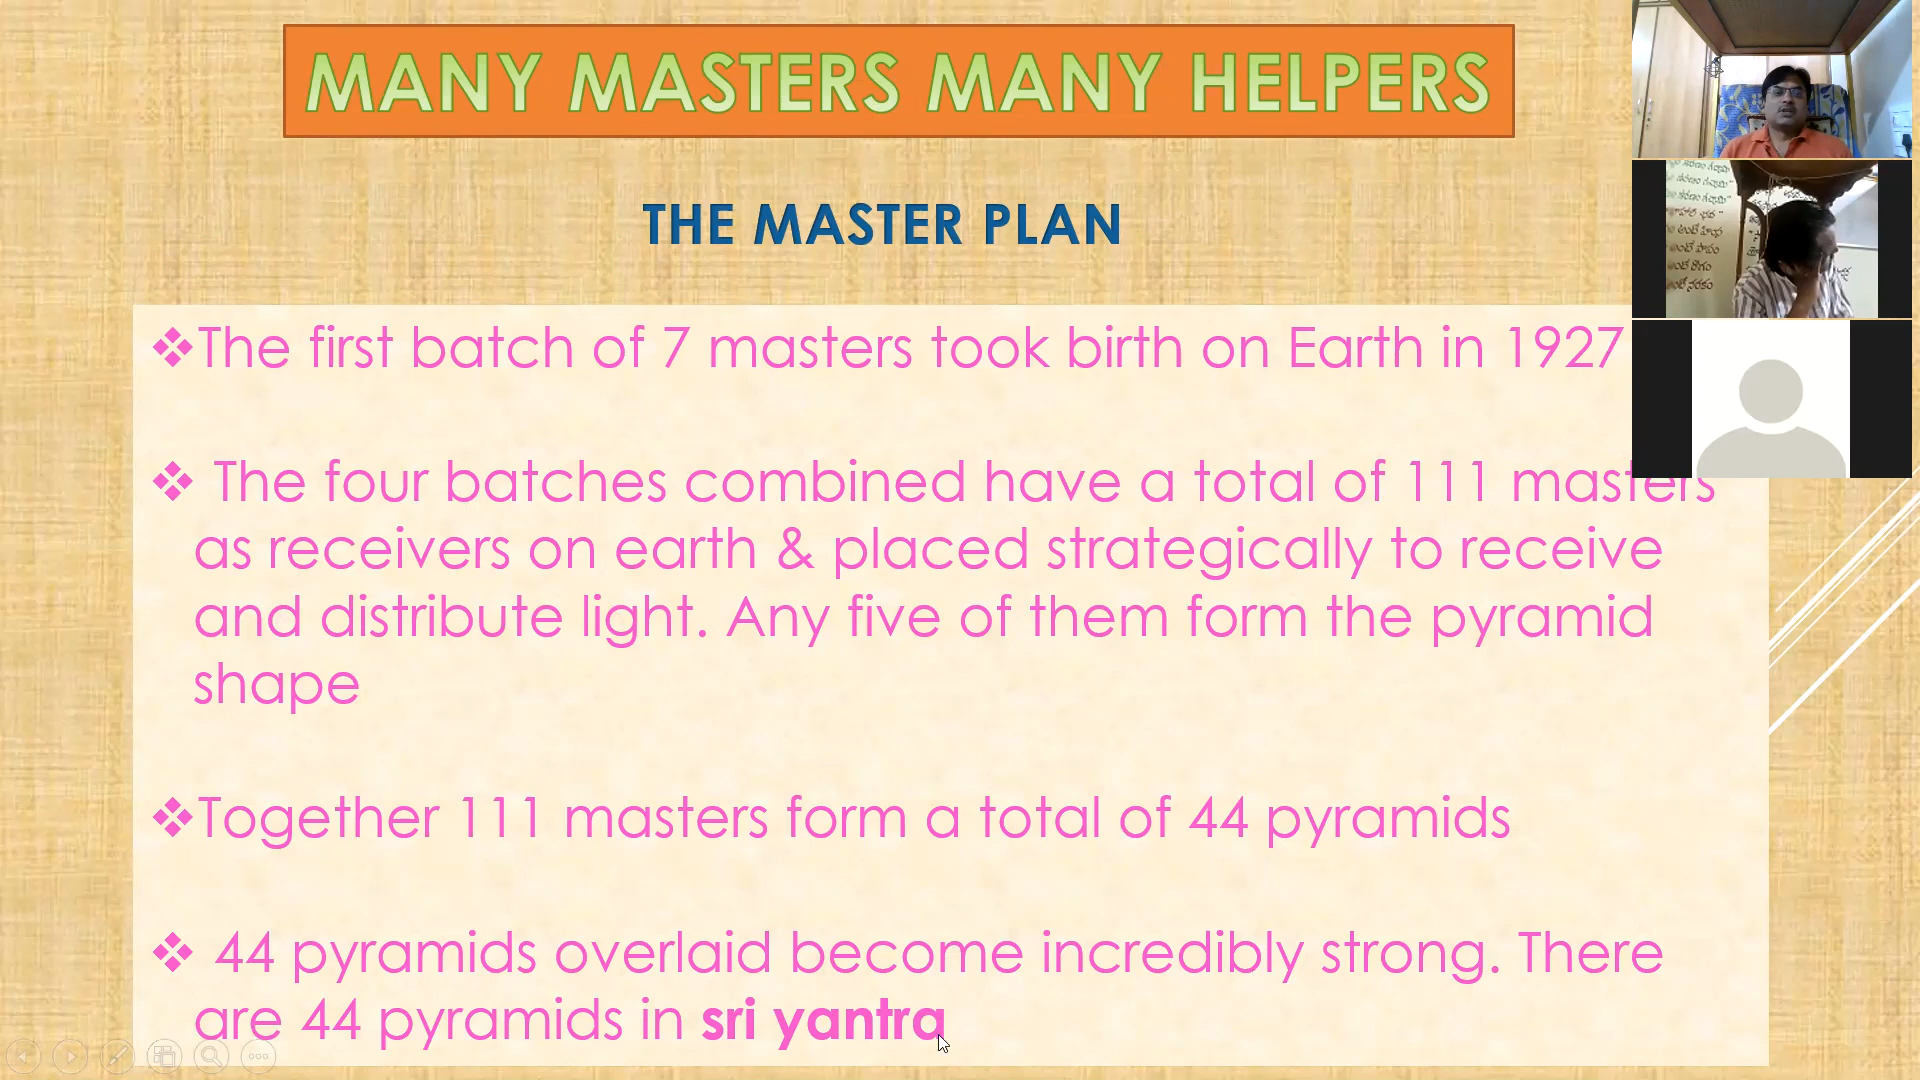 MANY MASTERS MANY HELPERS
THE MASTER PLAN
❖The first batch of 7 masters took birth on Earth in 1927
❖ The four batches combined have a total of 111 masters
as receivers on earth & placed strategically to receive
and distribute light. Any five of them form the pyramid
shape
❖Together 111 masters form a total of 44 pyramids
❖ 44 pyramids overlaid become incredibly strong. There
are 44 pyramids in sri yantra
అంటే హింస
అంటే పాపం
అంటే రోగం
అంటే నరకం